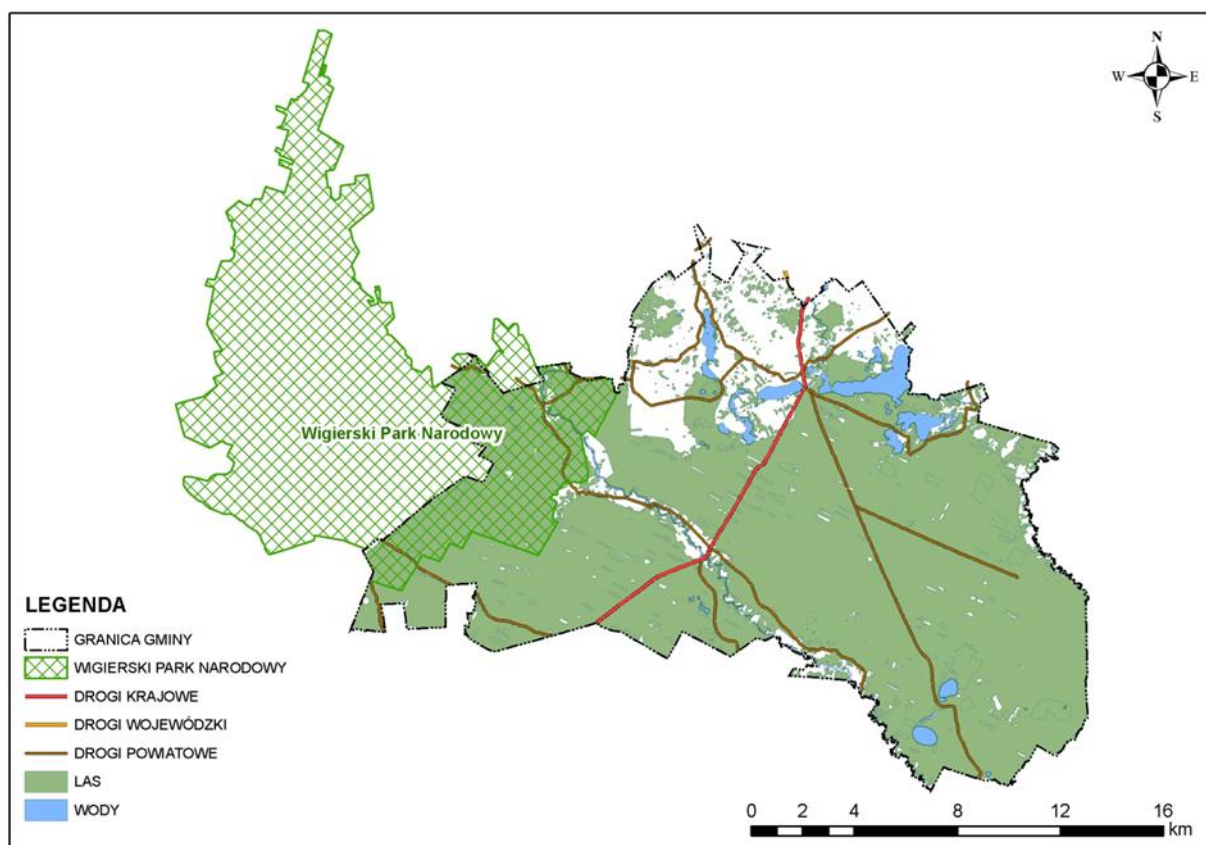 N
W E
S
Wigierski Park Narodowy
LEGENDA
GRANICA GMINY
WIGIERSKI PARK NARODOWY
DROGI KRAJOWE
DROGI WOJEWÓDZKI
DROGI POWIATOWE
LAS
WODY
0 2 4 8 12 16
km